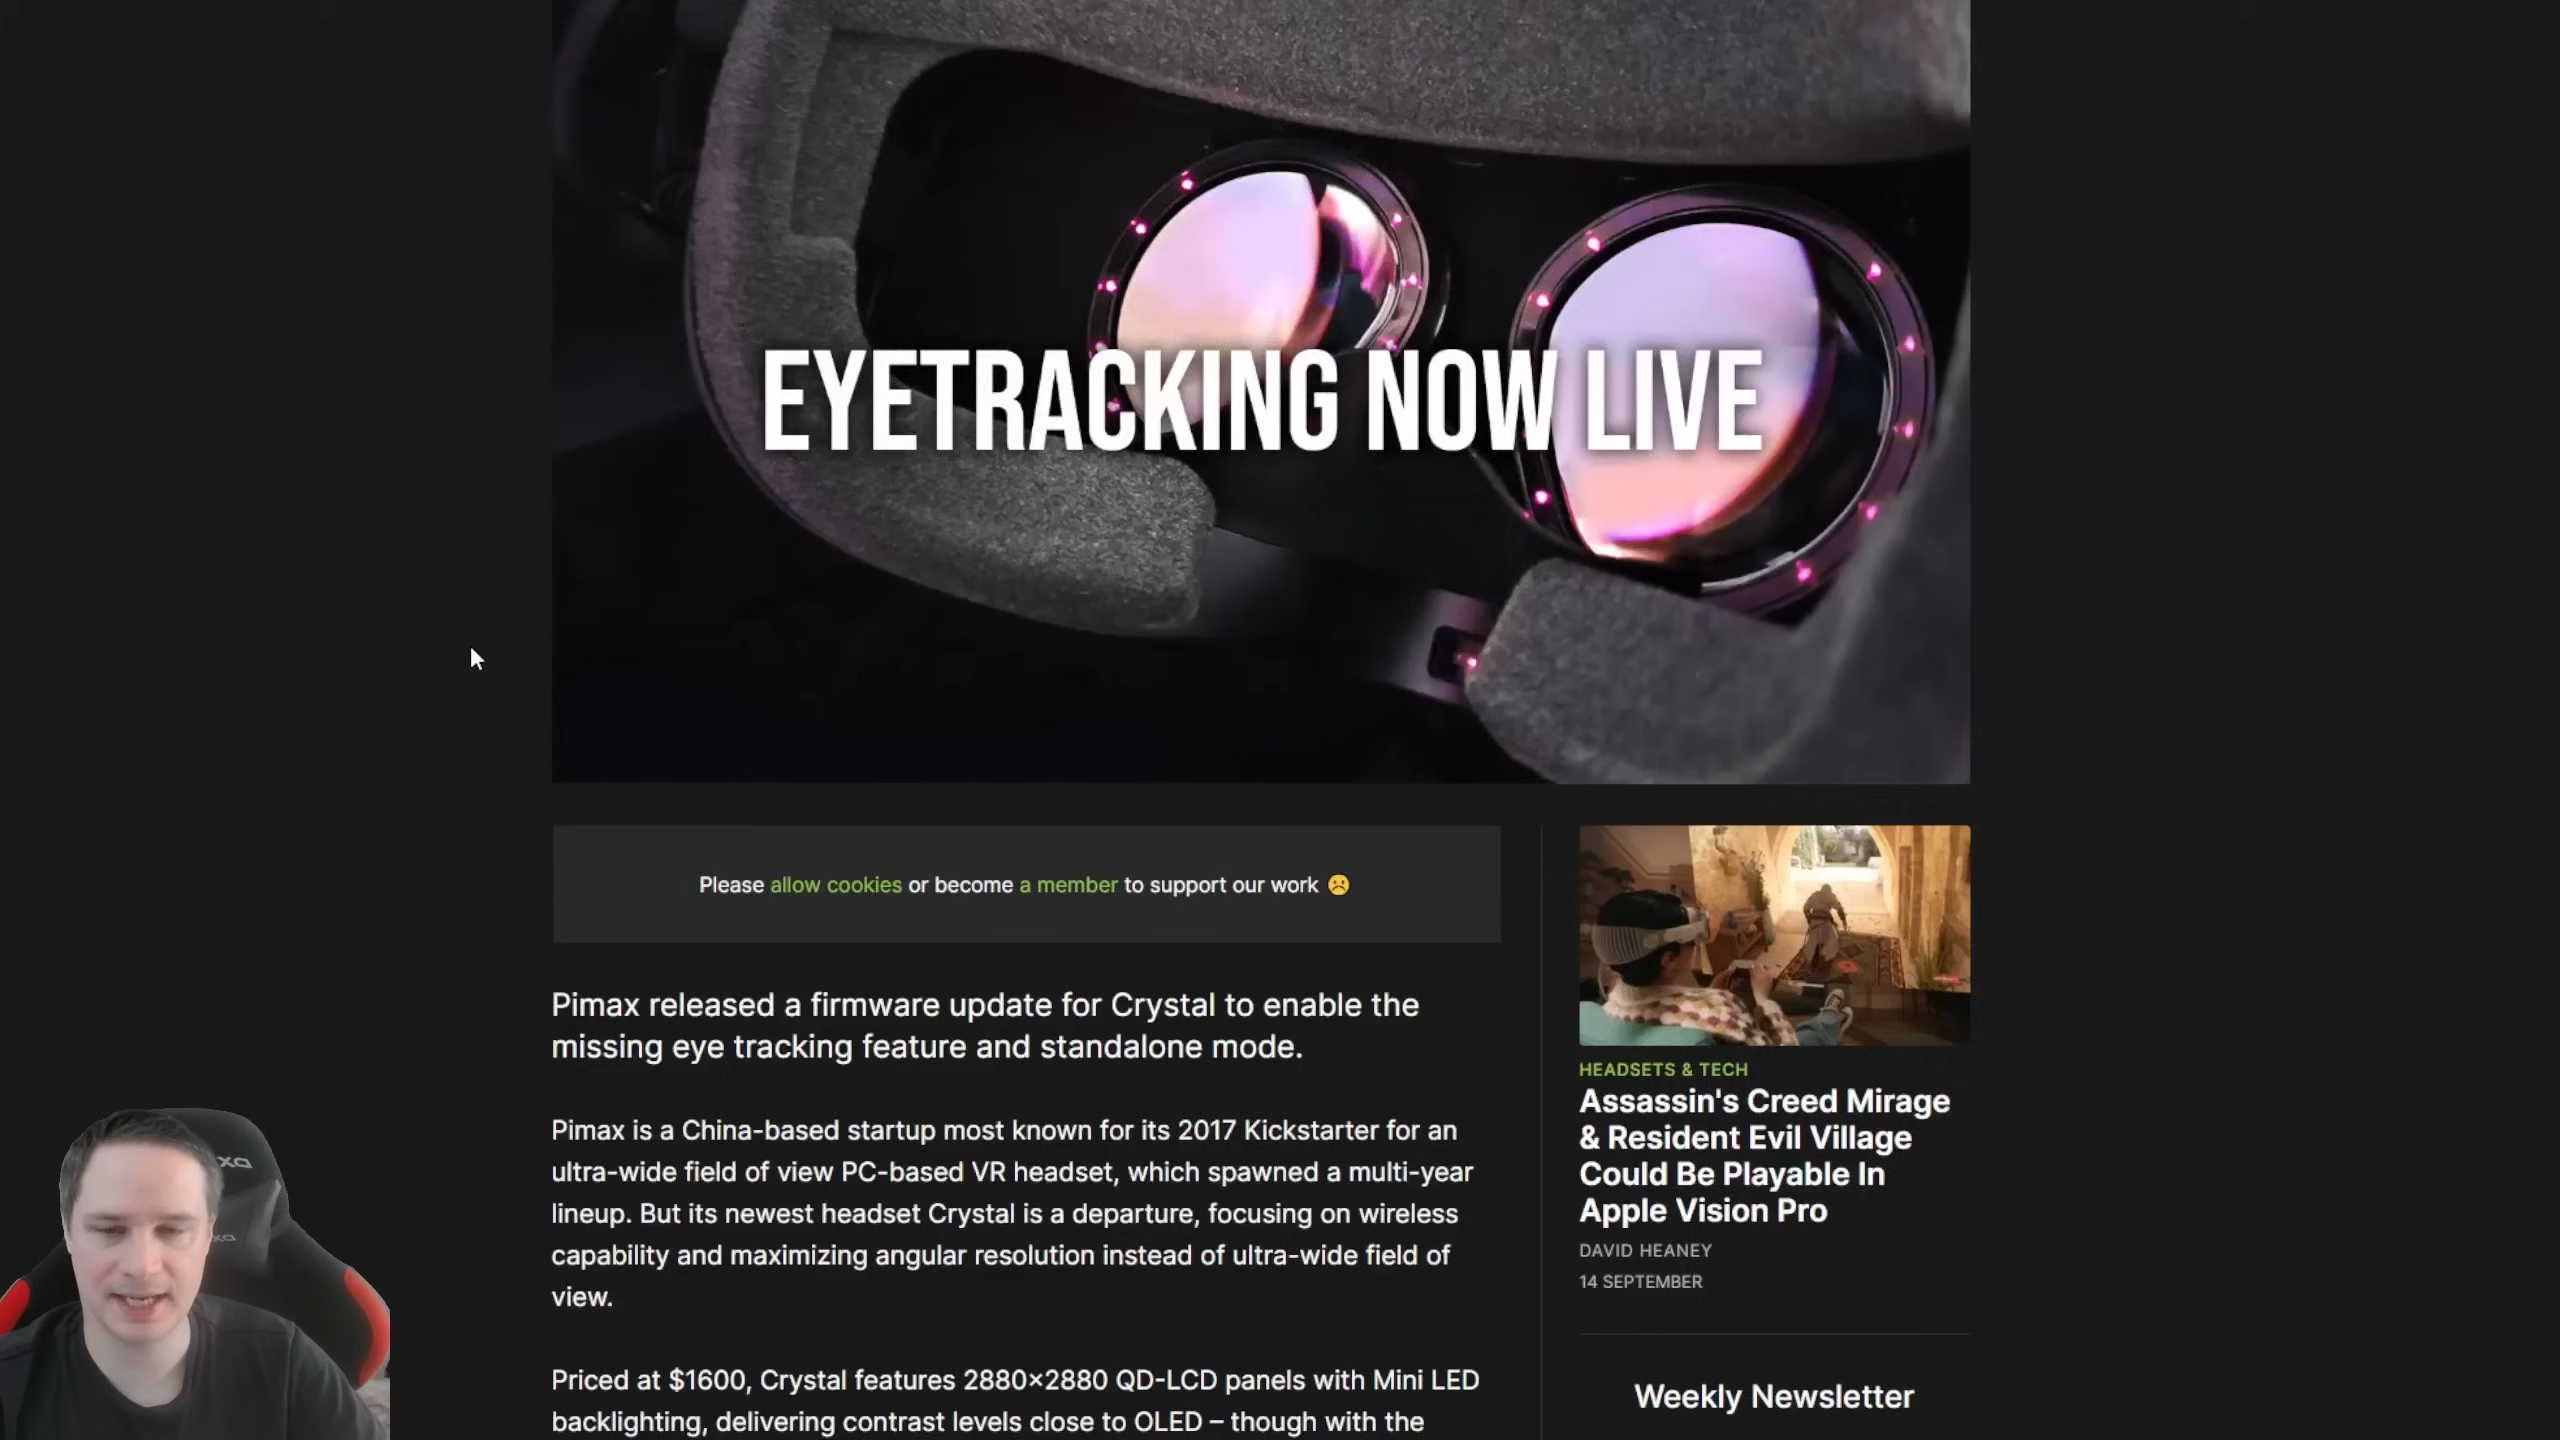 EYETRACKING NOW LIVE
Please allow cookies or become a member to support our work ☹️
Pimax released a firmware update for Crystal to enable the
missing eye tracking feature and standalone mode.
Pimax is a China-based startup most known for its 2017 Kickstarter for an
ultra-wide field of view PC-based VR headset, which spawned a multi-year
lineup. But its newest headset Crystal is a departure, focusing on wireless
capability and maximizing angular resolution instead of ultra-wide field of
view.
Priced at $1600, Crystal features 2880×2880 QD-LCD panels with Mini LED
backlighting, delivering contrast levels close to OLED – though with the
HEADSETS & TECH
Assassin's Creed Mirage
& Resident Evil Village
Could Be Playable In
Apple Vision Pro
DAVID HEANEY
14 SEPTEMBER
Weekly Newsletter